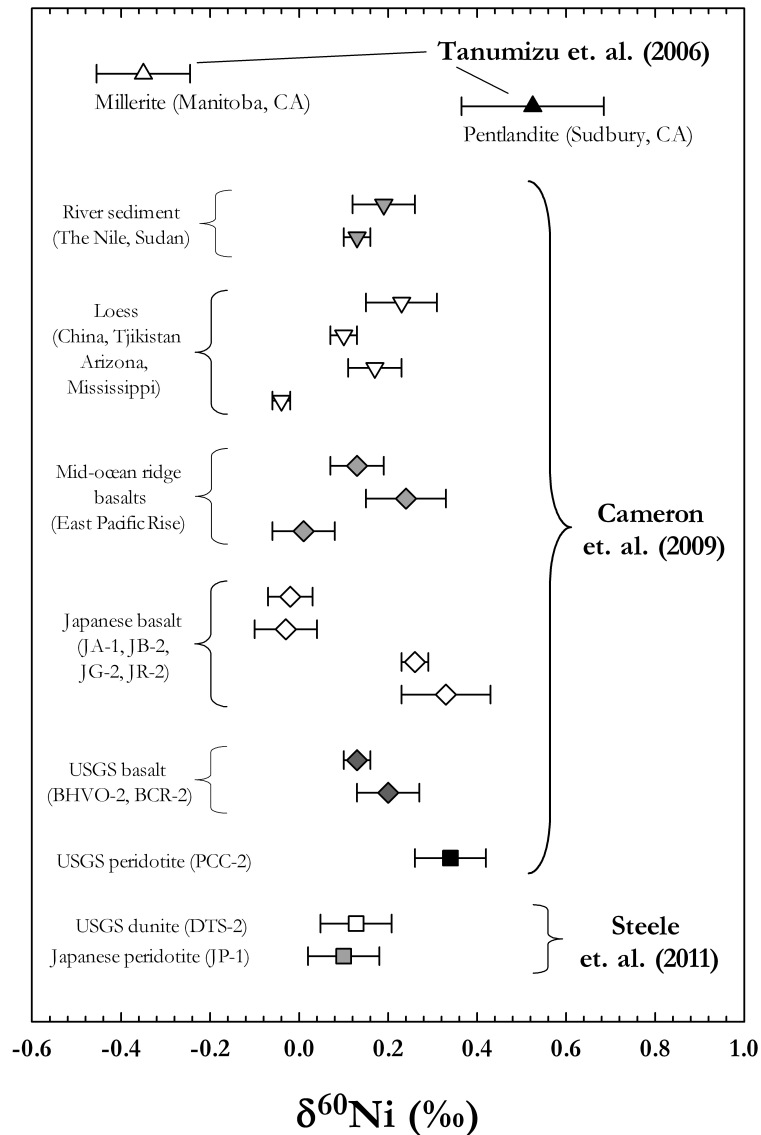 Tanumizu et. al. (2006)
Millerite (Manitoba, CA)
Pentlandite (Sudbury, CA)
River sediment
(The Nile, Sudan)
Loess
(China, Tjikistan
Arizona,
Mississippi)
Mid-ocean ridge
basalts
(East Pacific Rise)
Cameron
et. al. (2009)
Japanese basalt
(JA-1, JB-2,
JG-2, JR-2)
USGS basalt
(BHVO-2, BCR-2)
USGS peridotite (PCC-2)
USGS dunite (DTS-2)
Japanese peridotite (JP-1)
Steele
et. al. (2011)
-0.6 -0.4 -0.2 0.0 0.2 0.4 0.6 0.8 1.0
δ⁶⁰Ni (‰)